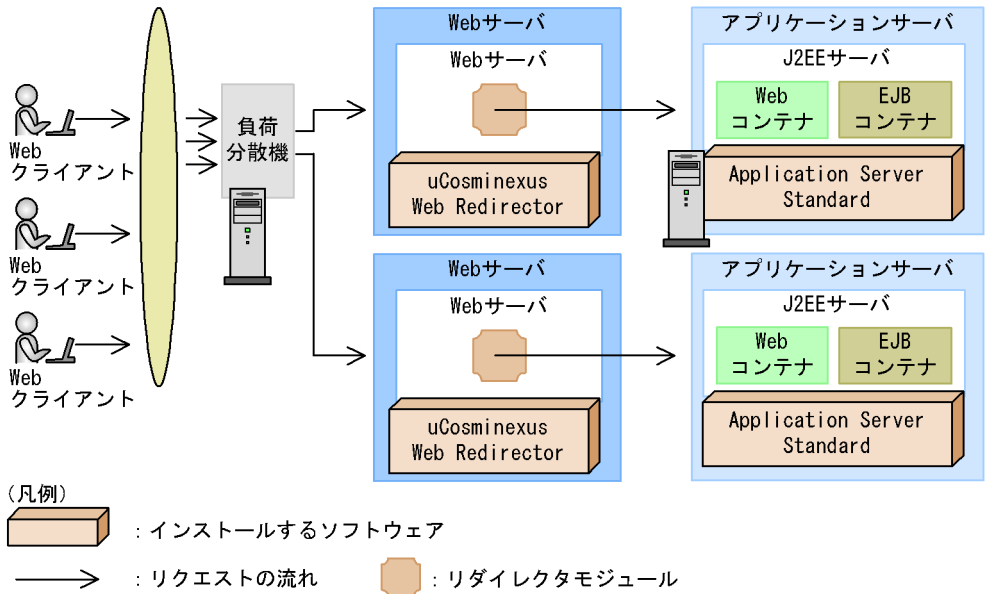 Web
クライアント
Web
クライアント
Web
クライアント
負荷
分散機
Webサーバ
Webサーバ
uCosminexus
Web Redirector
アプリケーションサーバ
J2EEサーバ
Web
コンテナ
EJB
コンテナ
Application Server
Standard
Webサーバ
Webサーバ
uCosminexus
Web Redirector
アプリケーションサーバ
J2EEサーバ
Web
コンテナ
EJB
コンテナ
Application Server
Standard
(凡例)
：インストールするソフトウェア
：リクエストの流れ
：リダイレクタモジュール